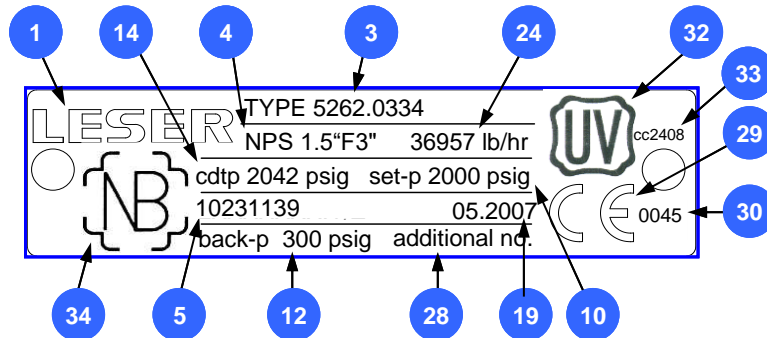 1 14 4 3 24 32
33
29
30
LESER
TYPE 5262.0334
NPS 1.5“F3" 36957 lb/hr
UV
cc2408
cdtp 2042 psig set-p 2000 psig
NB
10231139 05.2007
CE 0045
back-p 300 psig additional no.
34 5 12 28 19 10